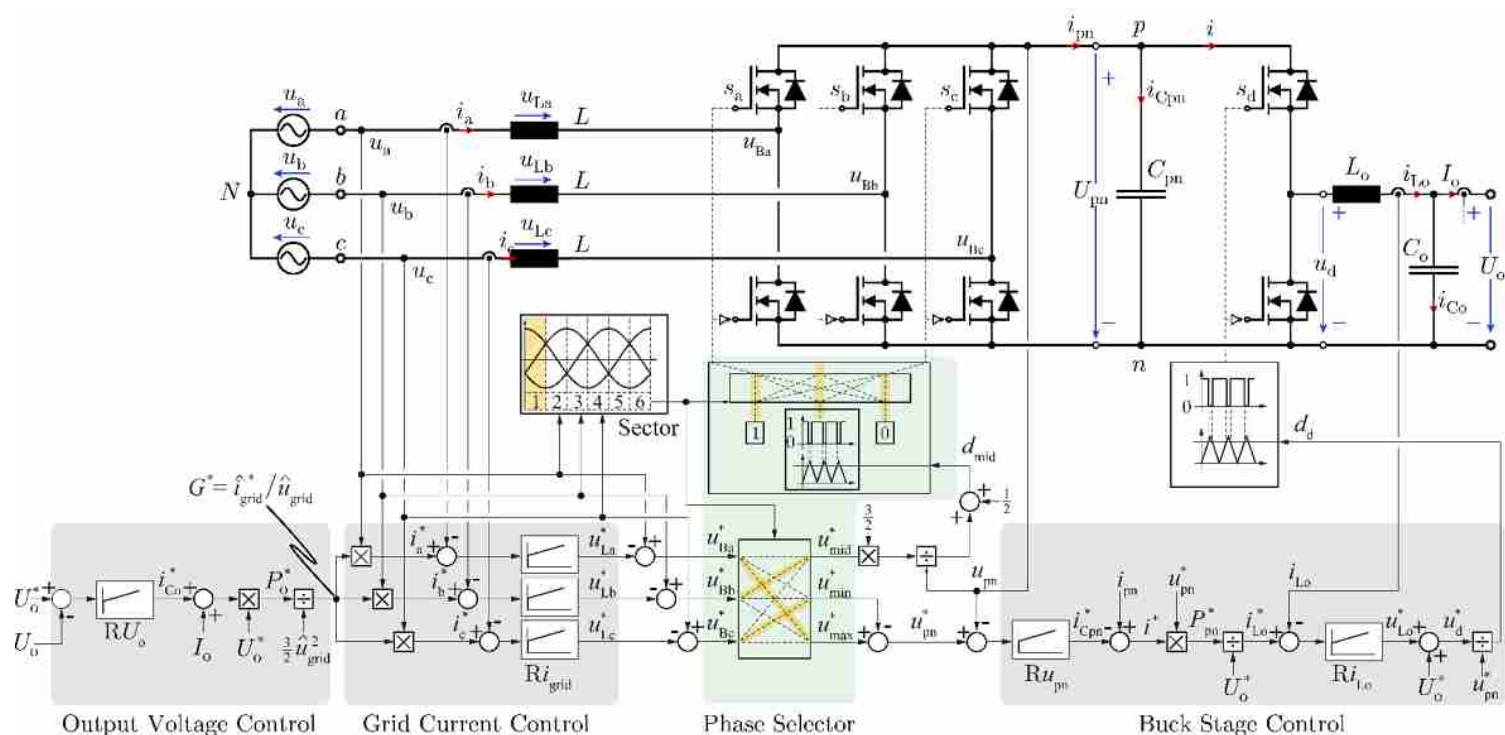 i_pn p i
u_a a i_a u_La L s_a s_b s_c i_Cpn s_d
u_a u_Ba
N u_b b i_b u_Lb L u_Bb U_pn C_pn L_o i_Lo I_o
u_b
u_c c i_c u_Lc L u_Bc u_d C_o U_o
u_c i_Co
n
1 2 3 4 5 6
Sector
1 0
1
0
d_mid
1
0
d_d
G* = î*_grid/û_grid
1/2
3/2
i*_a u*_La u*_Ba u*_mid
U*_o i*_Co P*_o i*_b u*_Lb u*_Bb u*_min u_pn i_pn u*_pn i_Lo
i*_c u*_Lc u*_Bc u*_max u*_pn i*_Cpn i* P*_pn i*_Lo u*_Lo u*_d
U_o RU_o I_o U*_o 3/2 û²_grid Ri_grid Ru_pn U*_o Ri_Lo U*_o u*_pn
Output Voltage Control Grid Current Control Phase Selector Buck Stage Control